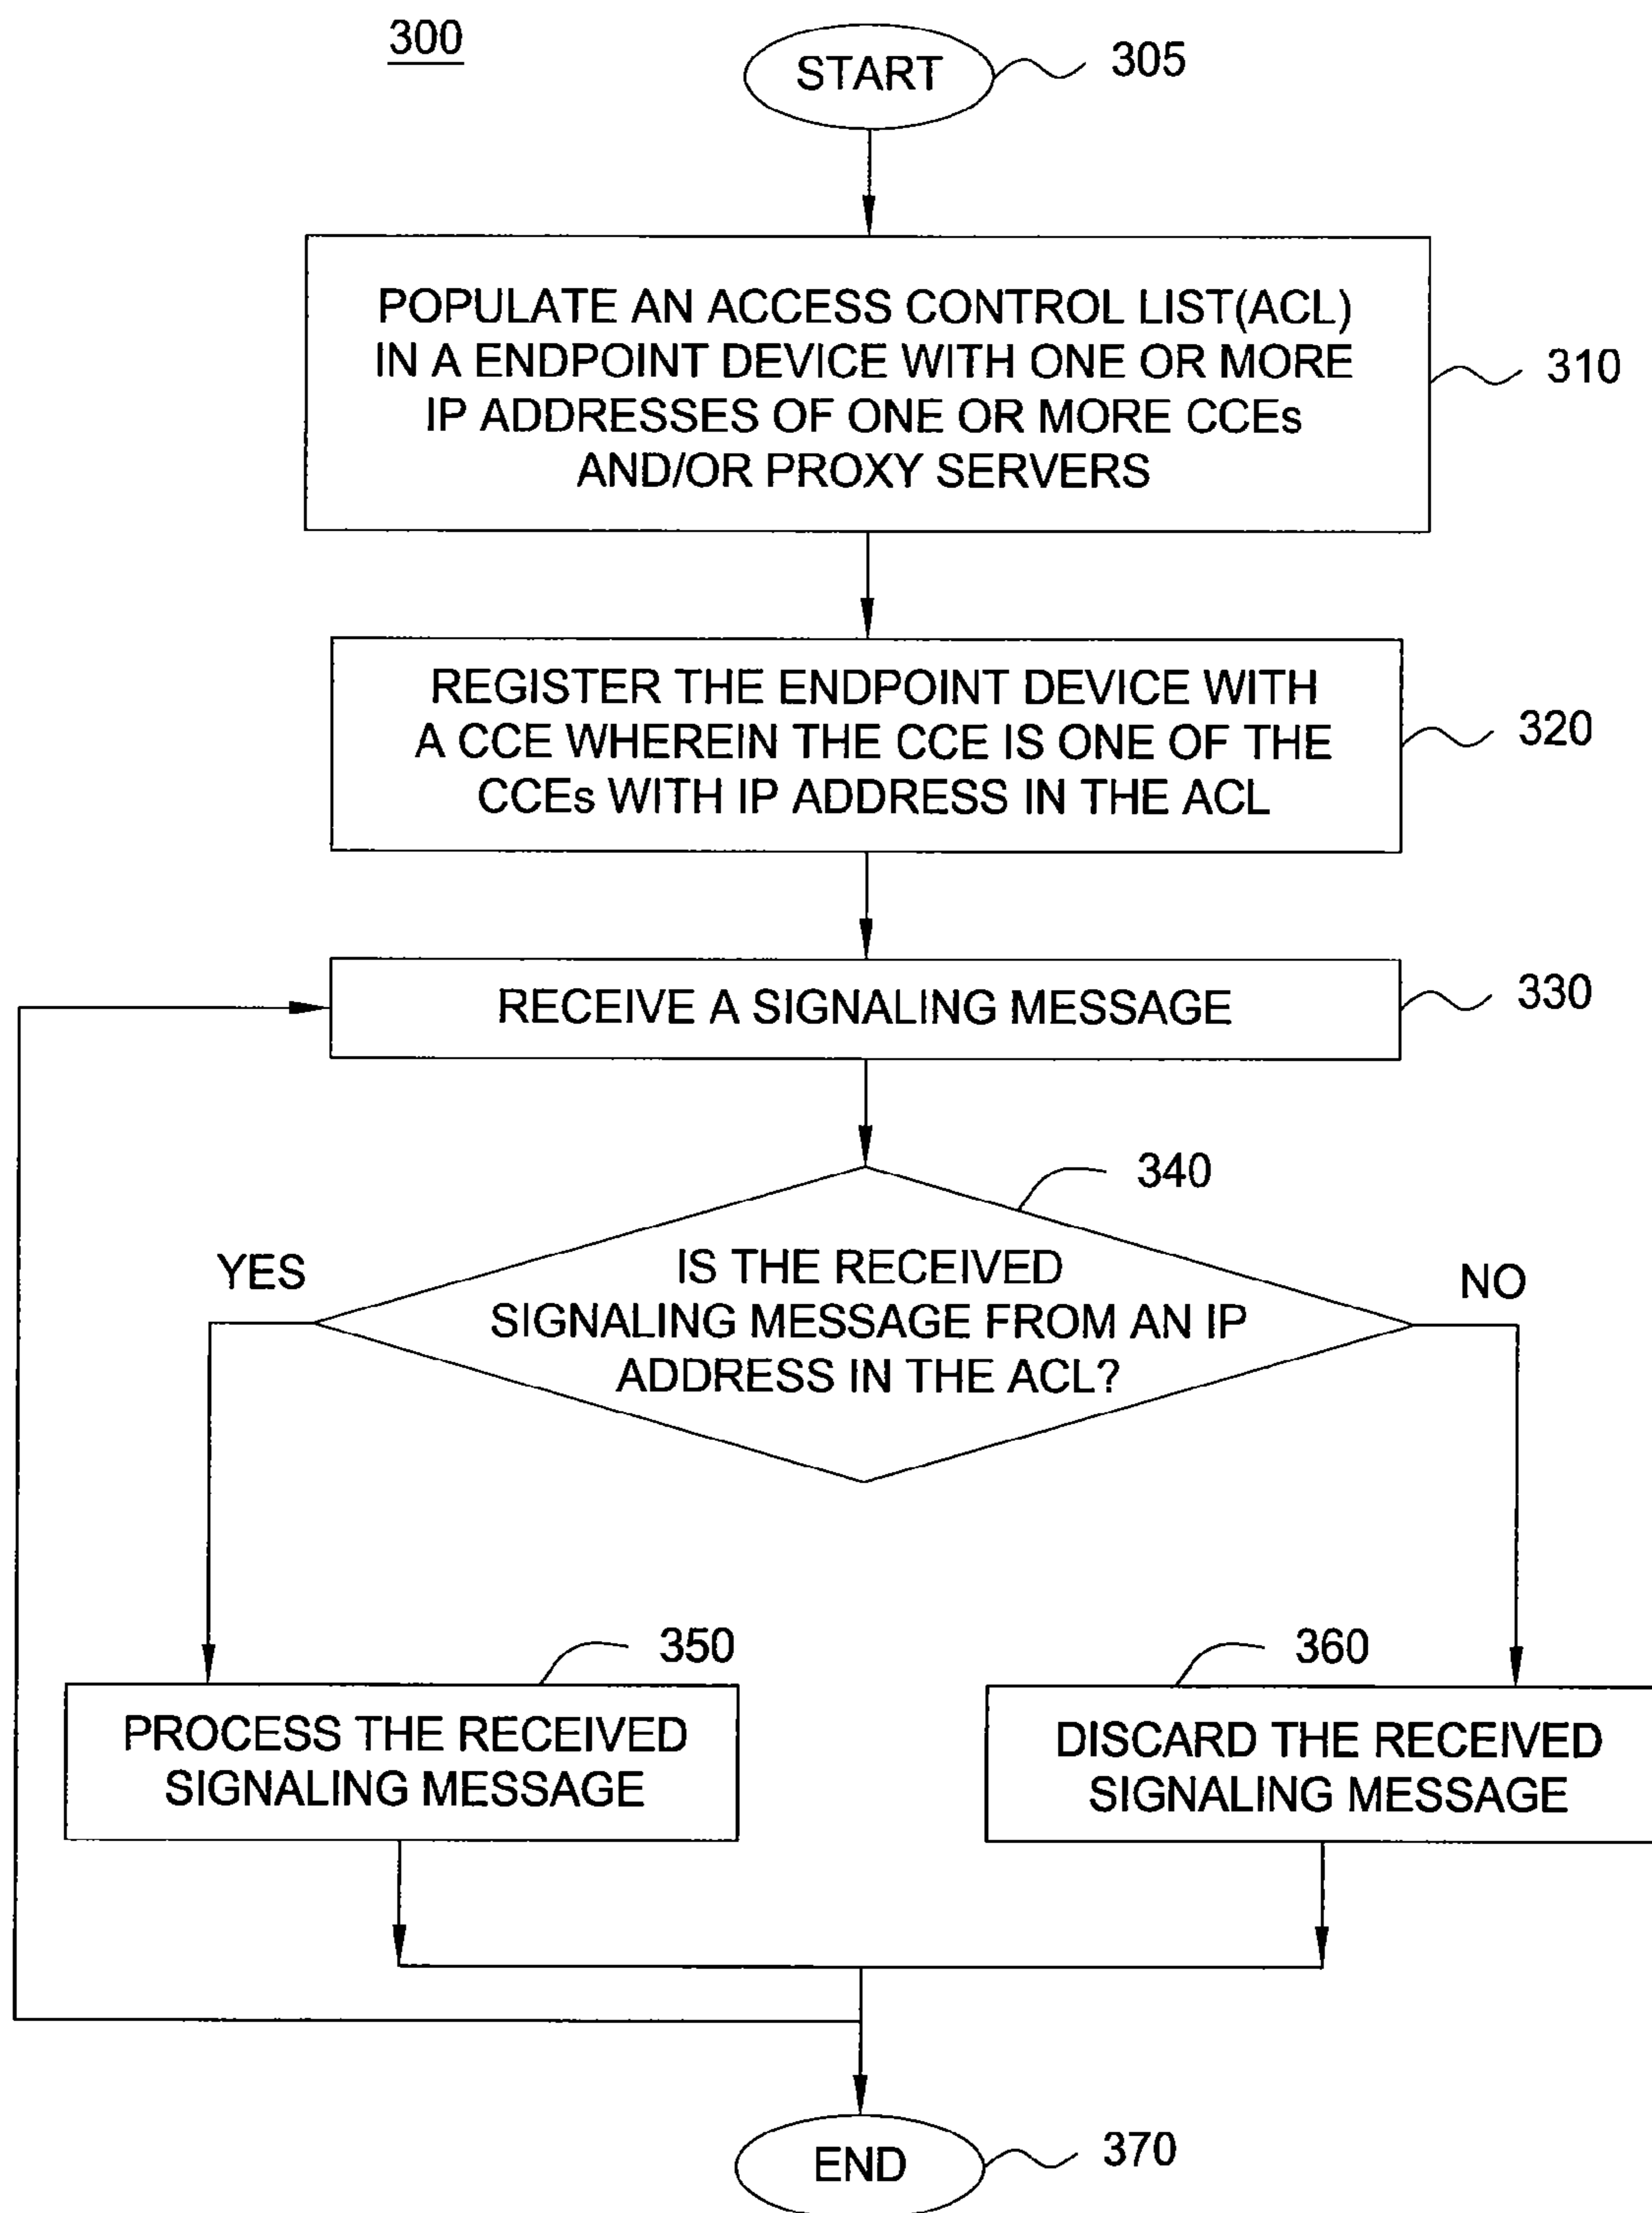 300
START
305
POPULATE AN ACCESS CONTROL LIST(ACL)
IN A ENDPOINT DEVICE WITH ONE OR MORE
IP ADDRESSES OF ONE OR MORE CCEs
AND/OR PROXY SERVERS
310
REGISTER THE ENDPOINT DEVICE WITH
A CCE WHEREIN THE CCE IS ONE OF THE
CCEs WITH IP ADDRESS IN THE ACL
320
RECEIVE A SIGNALING MESSAGE
330
340
IS THE RECEIVED
SIGNALING MESSAGE FROM AN IP
ADDRESS IN THE ACL?
YES
NO
350
PROCESS THE RECEIVED
SIGNALING MESSAGE
360
DISCARD THE RECEIVED
SIGNALING MESSAGE
END
370